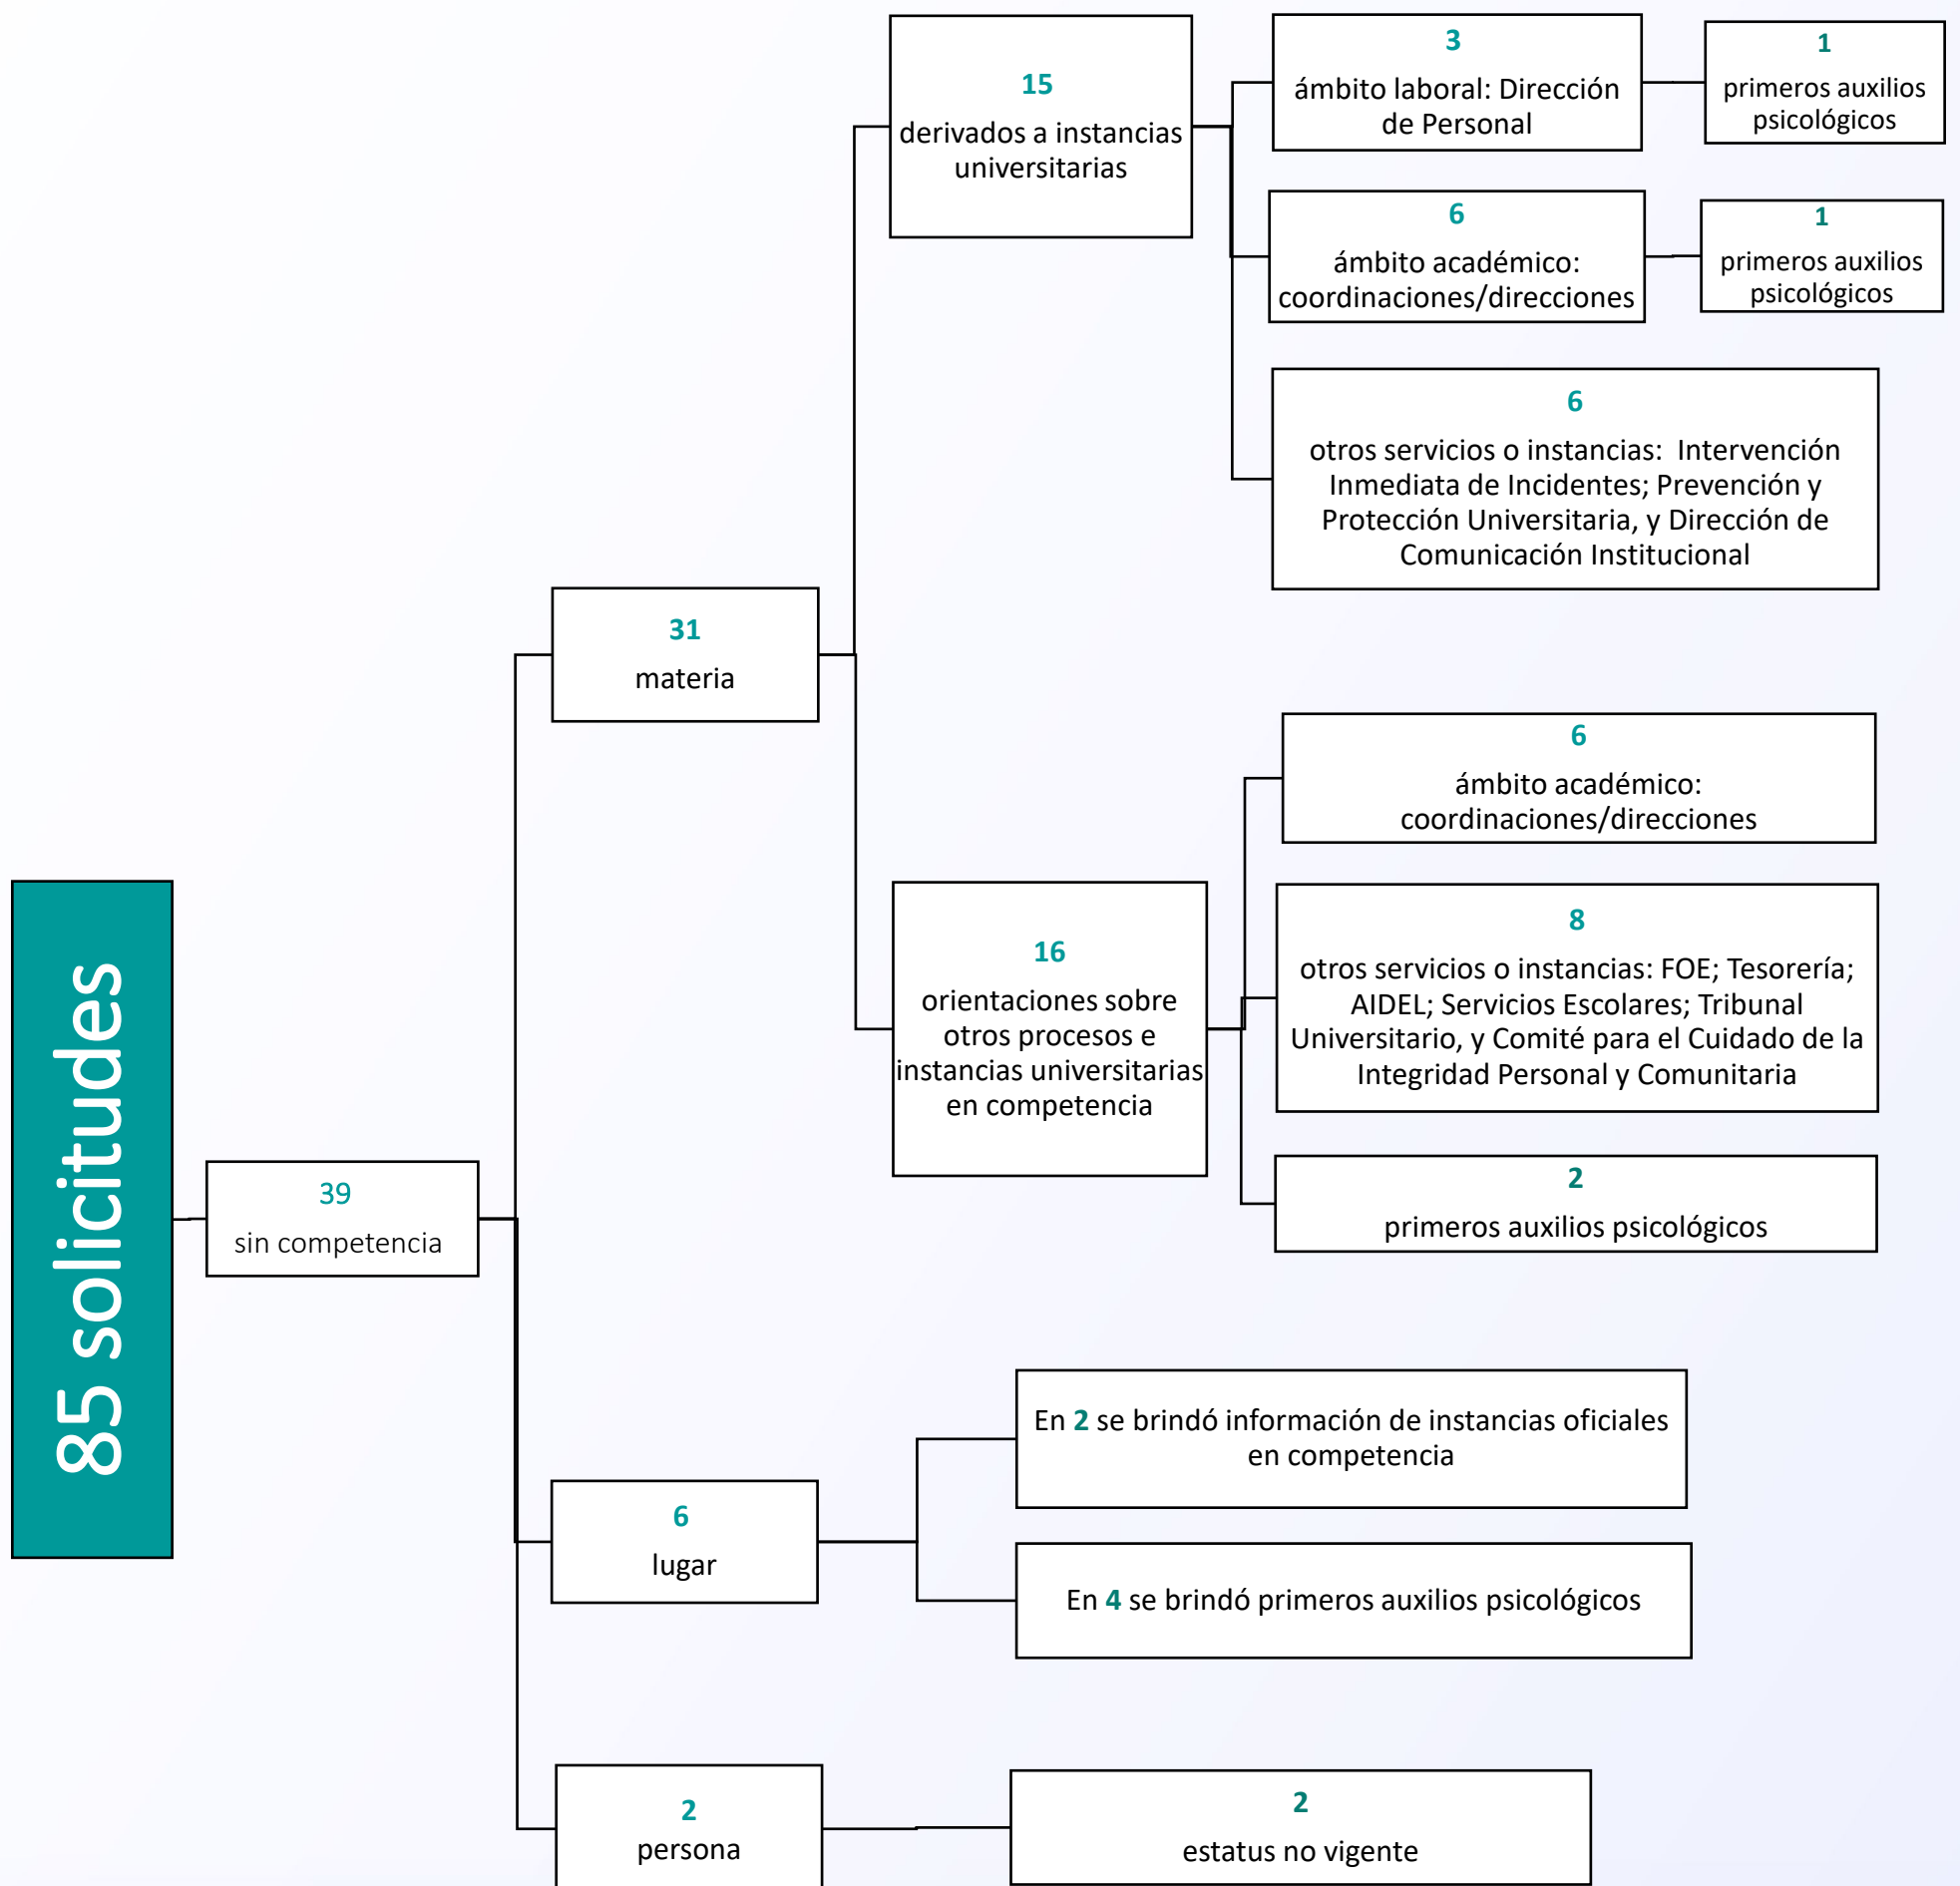 85 solicitudes
39
sin competencia
31
materia
15
derivados a instancias
universitarias
3
ámbito laboral: Dirección
de Personal
1
primeros auxilios
psicológicos
6
ámbito académico:
coordinaciones/direcciones
1
primeros auxilios
psicológicos
6
otros servicios o instancias:  Intervención
Inmediata de Incidentes; Prevención y
Protección Universitaria, y Dirección de
Comunicación Institucional
16
orientaciones sobre
otros procesos e
instancias universitarias
en competencia
6
ámbito académico:
coordinaciones/direcciones
8
otros servicios o instancias: FOE; Tesorería;
AIDEL; Servicios Escolares; Tribunal
Universitario, y Comité para el Cuidado de la
Integridad Personal y Comunitaria
2
primeros auxilios psicológicos
6
lugar
En 2 se brindó información de instancias oficiales
en competencia
En 4 se brindó primeros auxilios psicológicos
2
persona
2
estatus no vigente